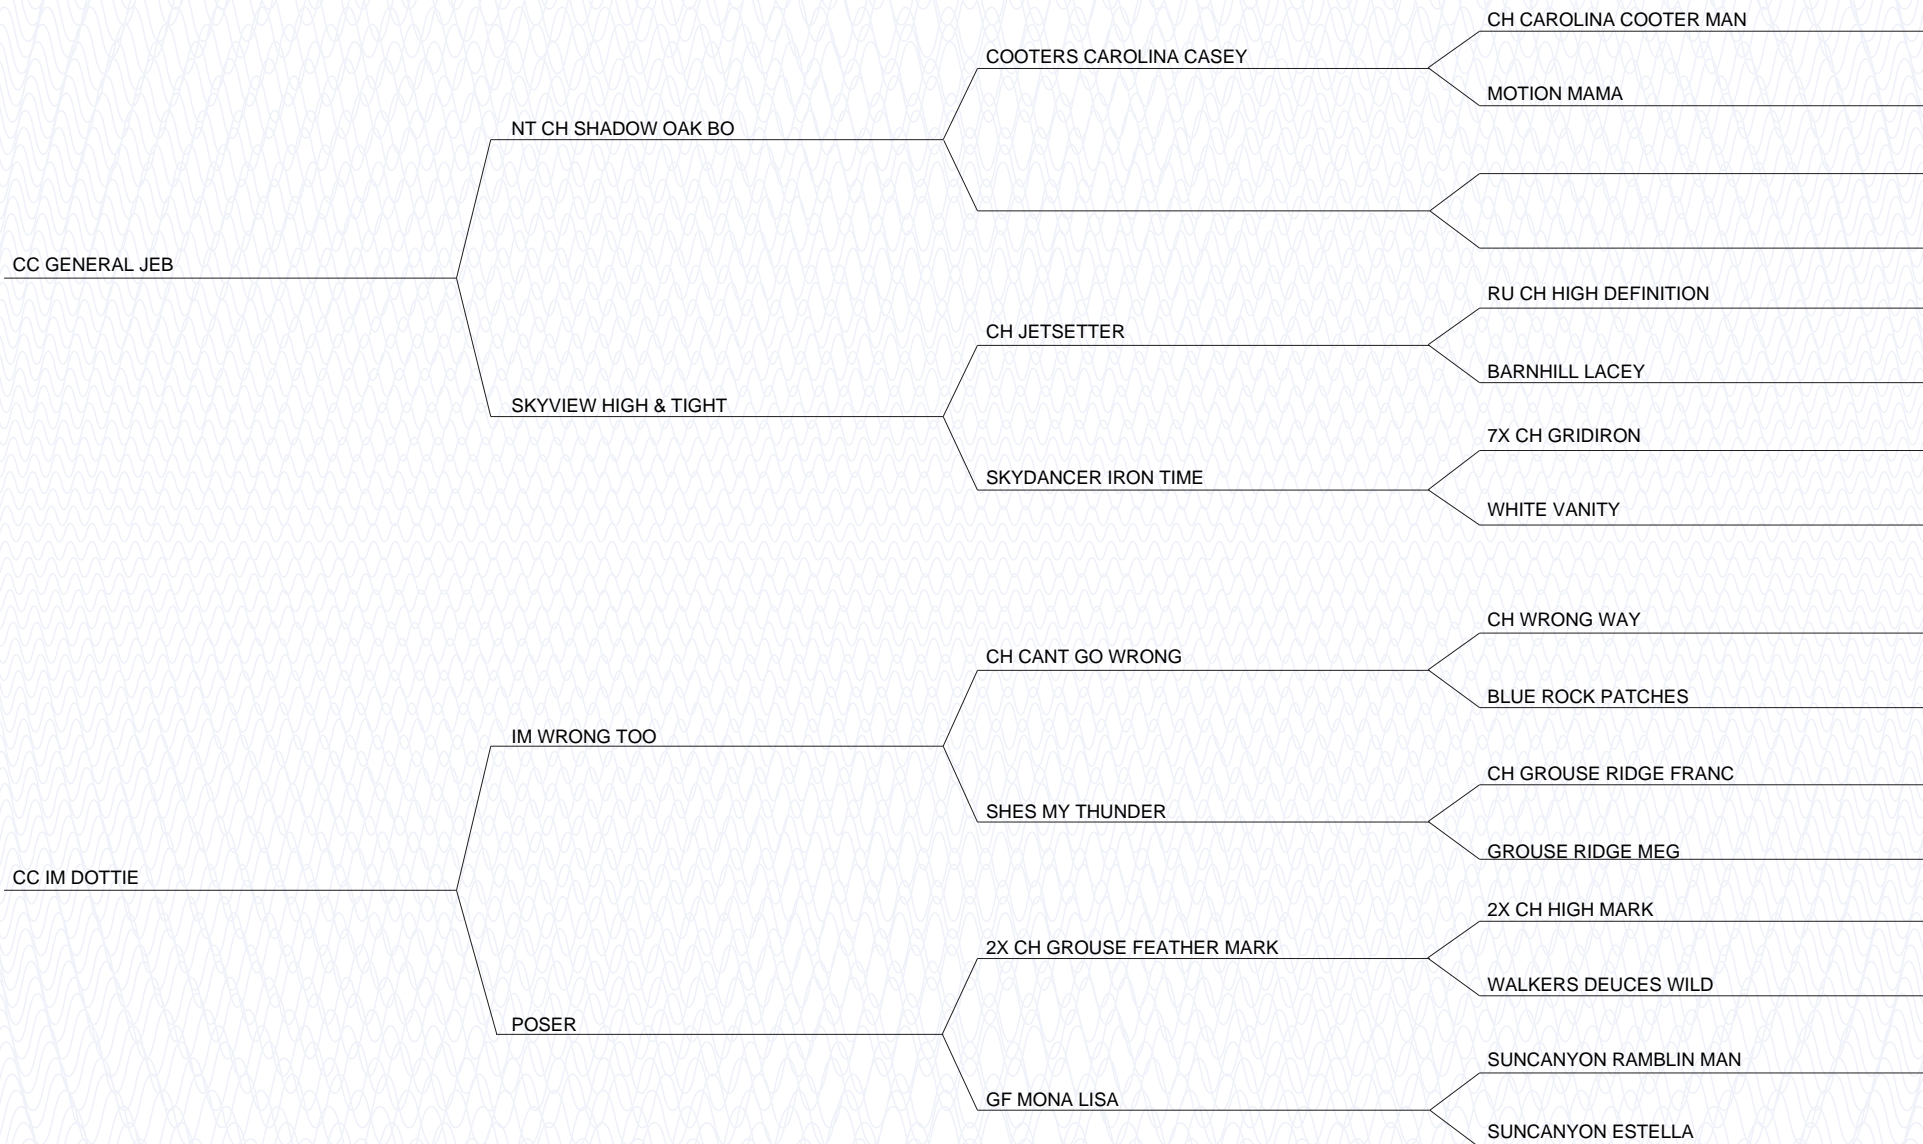 CH CAROLINA COOTER MAN
COOTERS CAROLINA CASEY
MOTION MAMA
NT CH SHADOW OAK BO
CC GENERAL JEB
RU CH HIGH DEFINITION
CH JETSETTER
BARNHILL LACEY
SKYVIEW HIGH & TIGHT
7X CH GRIDIRON
SKYDANCER IRON TIME
WHITE VANITY
CH WRONG WAY
CH CANT GO WRONG
BLUE ROCK PATCHES
IM WRONG TOO
CH GROUSE RIDGE FRANC
SHES MY THUNDER
GROUSE RIDGE MEG
CC IM DOTTIE
2X CH HIGH MARK
2X CH GROUSE FEATHER MARK
WALKERS DEUCES WILD
POSER
SUNCANYON RAMBLIN MAN
GF MONA LISA
SUNCANYON ESTELLA